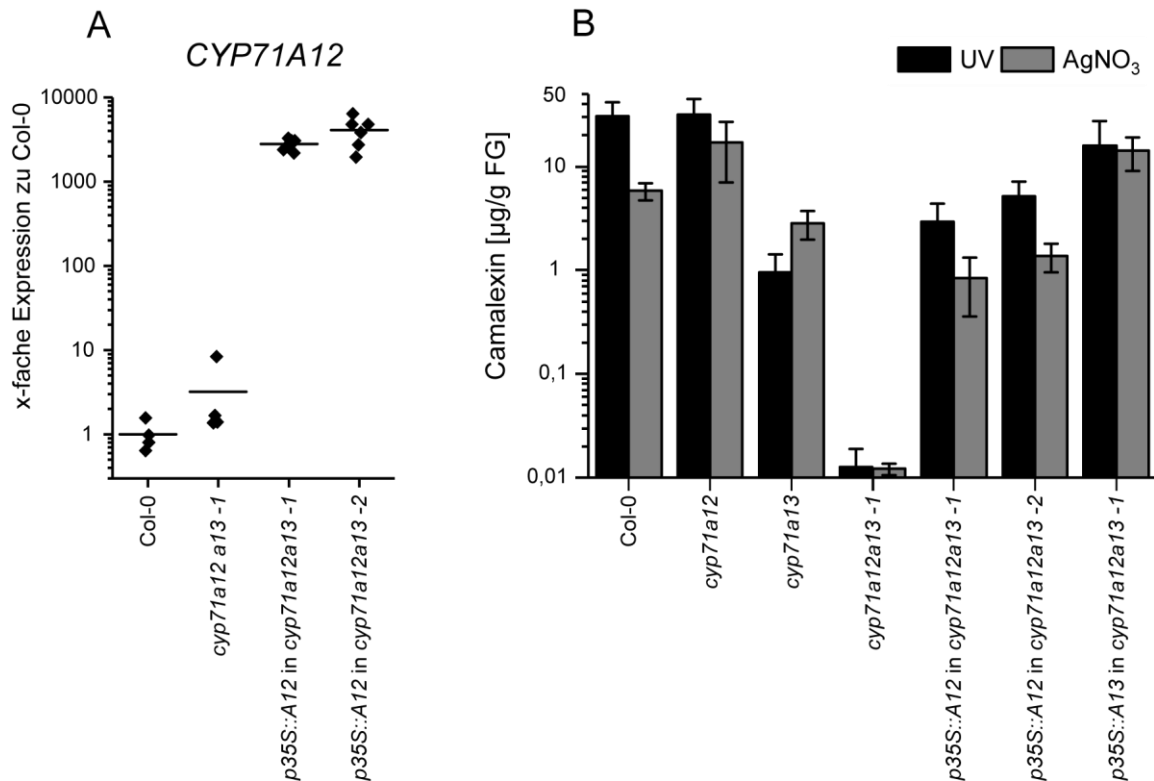 A
CYP71A12
x-fache Expression zu Col-0
10000
1000
100
10
1
Col-0
cyp71a12 a13 -1
p35S::A12 in cyp71a12a13 -1
p35S::A12 in cyp71a12a13 -2
B
UV
AgNO₃
Camalexin [µg/g FG]
50
10
1
0,1
0,01
Col-0
cyp71a12
cyp71a13
cyp71a12a13 -1
p35S::A12 in cyp71a12a13 -1
p35S::A12 in cyp71a12a13 -2
p35S::A13 in cyp71a12a13 -1